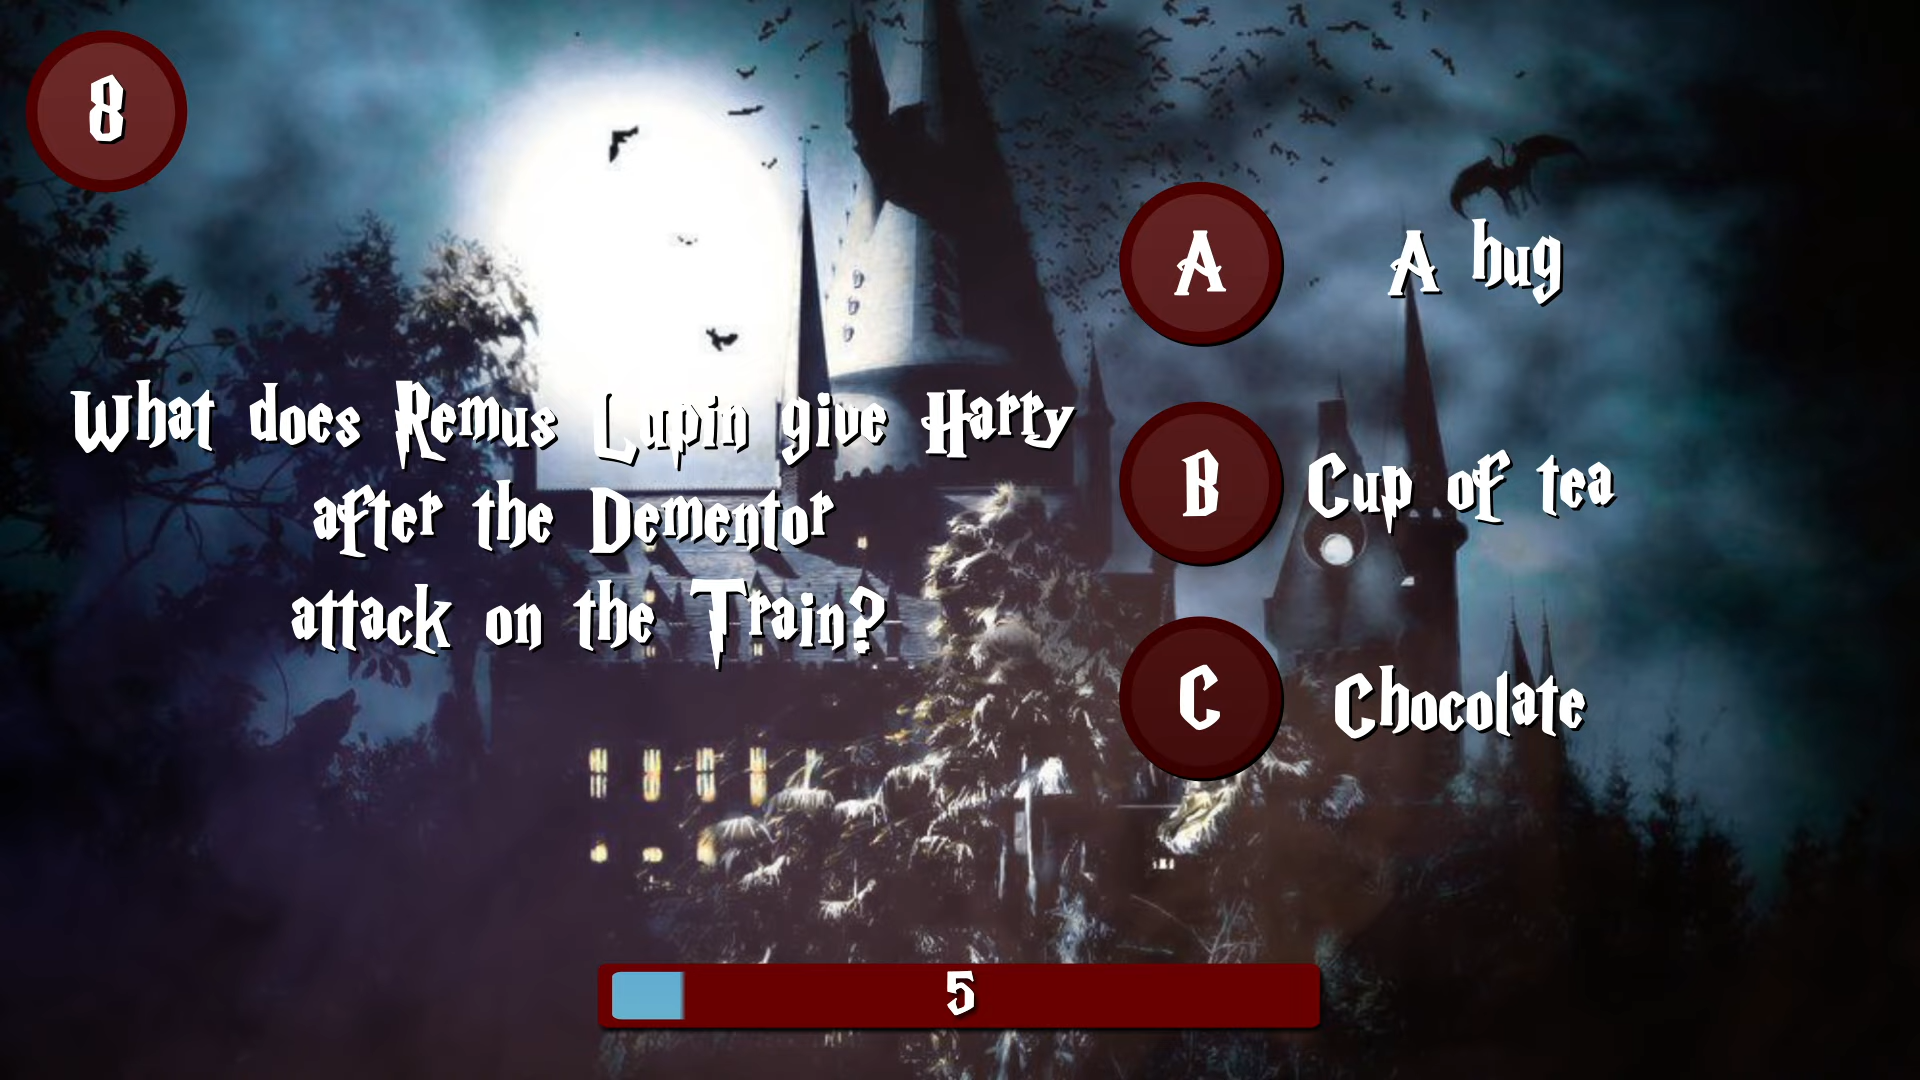 8
What does Remus Lupin give Harry
after the Dementor
attack on the Train?
A A hug
B Cup of tea
C Chocolate
5